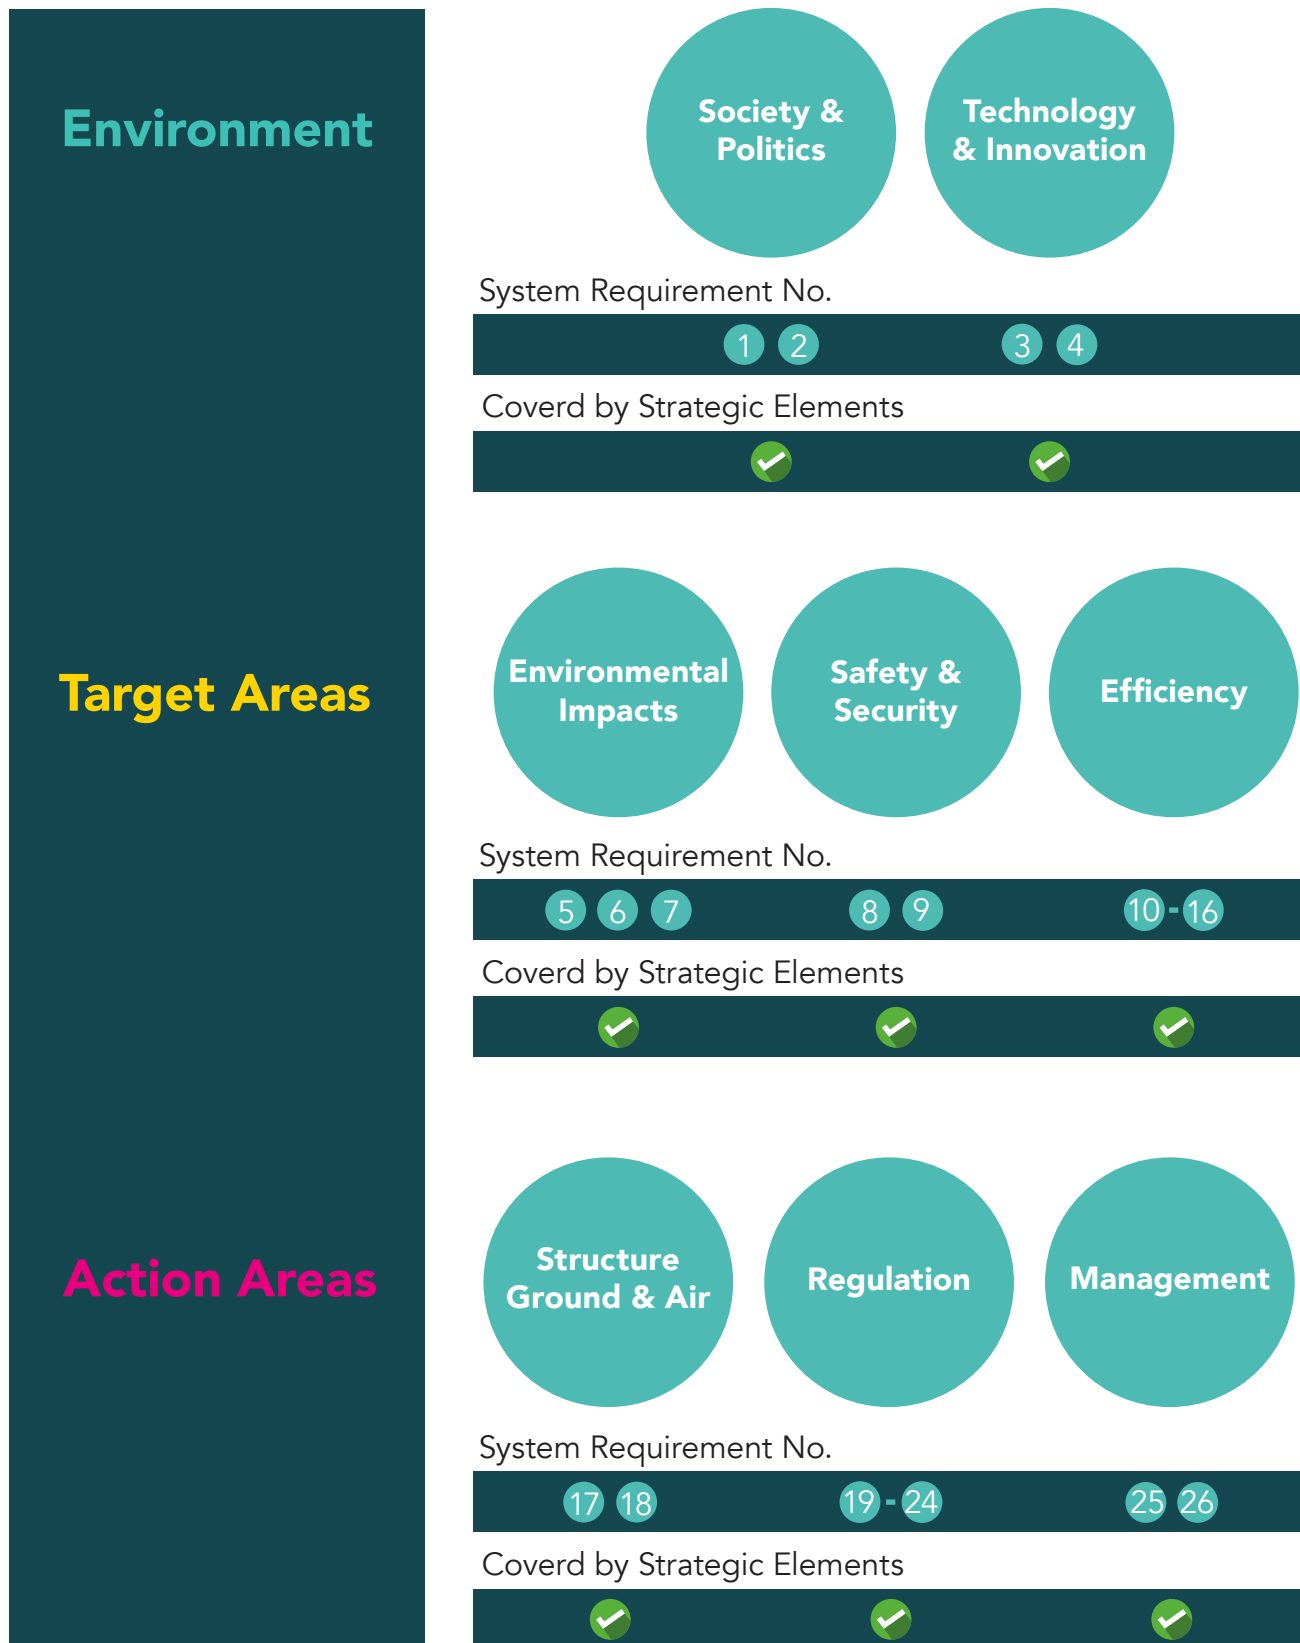 Environment
Society &
Politics
Technology
& Innovation
System Requirement No.
1 2 3 4
Coverd by Strategic Elements
Target Areas
Environmental
Impacts
Safety &
Security
Efficiency
System Requirement No.
5 6 7 8 9 10-16
Coverd by Strategic Elements
Action Areas
Structure
Ground & Air
Regulation
Management
System Requirement No.
17 18 19-24 25 26
Coverd by Strategic Elements